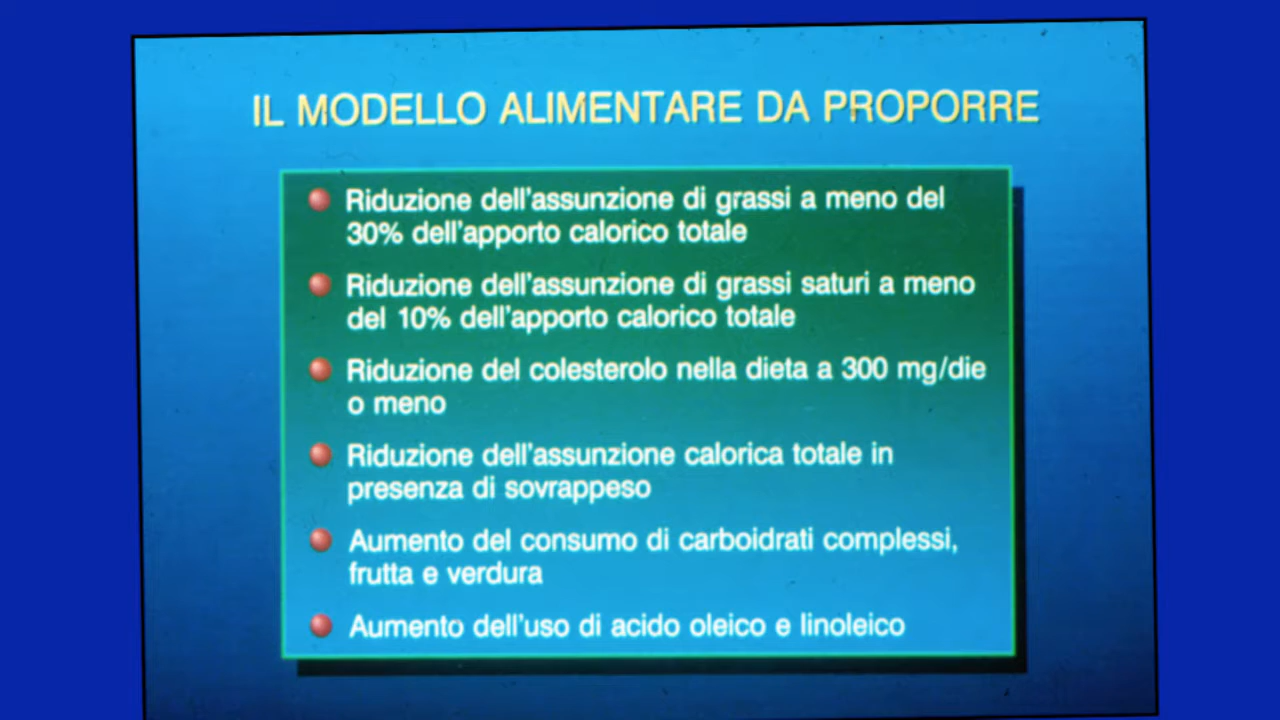 IL MODELLO ALIMENTARE DA PROPORRE
Riduzione dell'assunzione di grassi a meno del
30% dell'apporto calorico totale
Riduzione dell'assunzione di grassi saturi a meno
del 10% dell'apporto calorico totale
Riduzione del colesterolo nella dieta a 300 mg/die
o meno
Riduzione dell'assunzione calorica totale in
presenza di sovrappeso
Aumento del consumo di carboidrati complessi,
frutta e verdura
Aumento dell'uso di acido oleico e linoleico